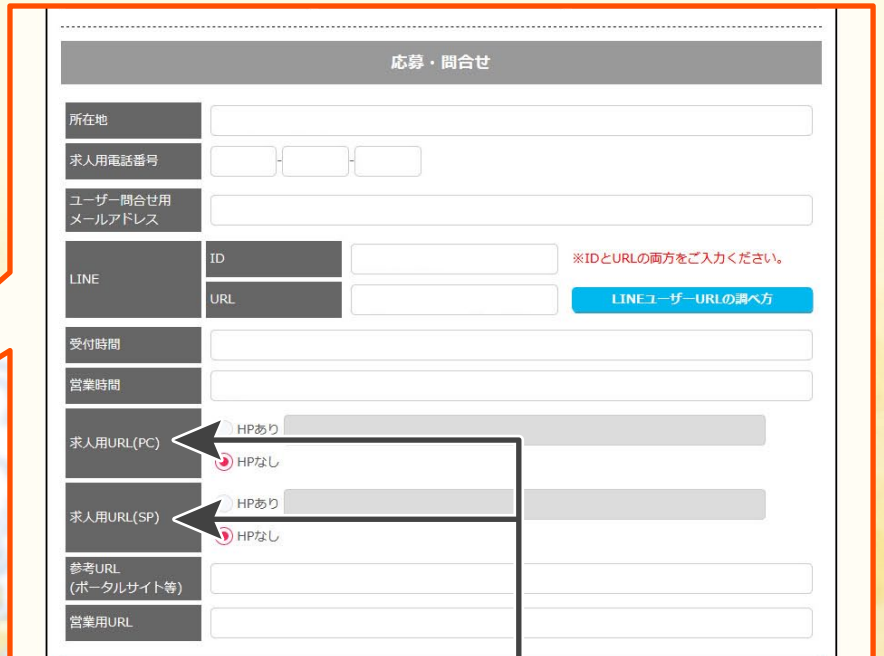 応募・問合せ
所在地
求人用電話番号
-
-
ユーザー問合せ用
メールアドレス
LINE
ID
※IDとURLの両方をご入力ください。
URL
LINEユーザーURLの調べ方
受付時間
営業時間
求人用URL(PC)
HPあり
HPなし
求人用URL(SP)
HPあり
HPなし
参考URL
(ポータルサイト等)
営業用URL